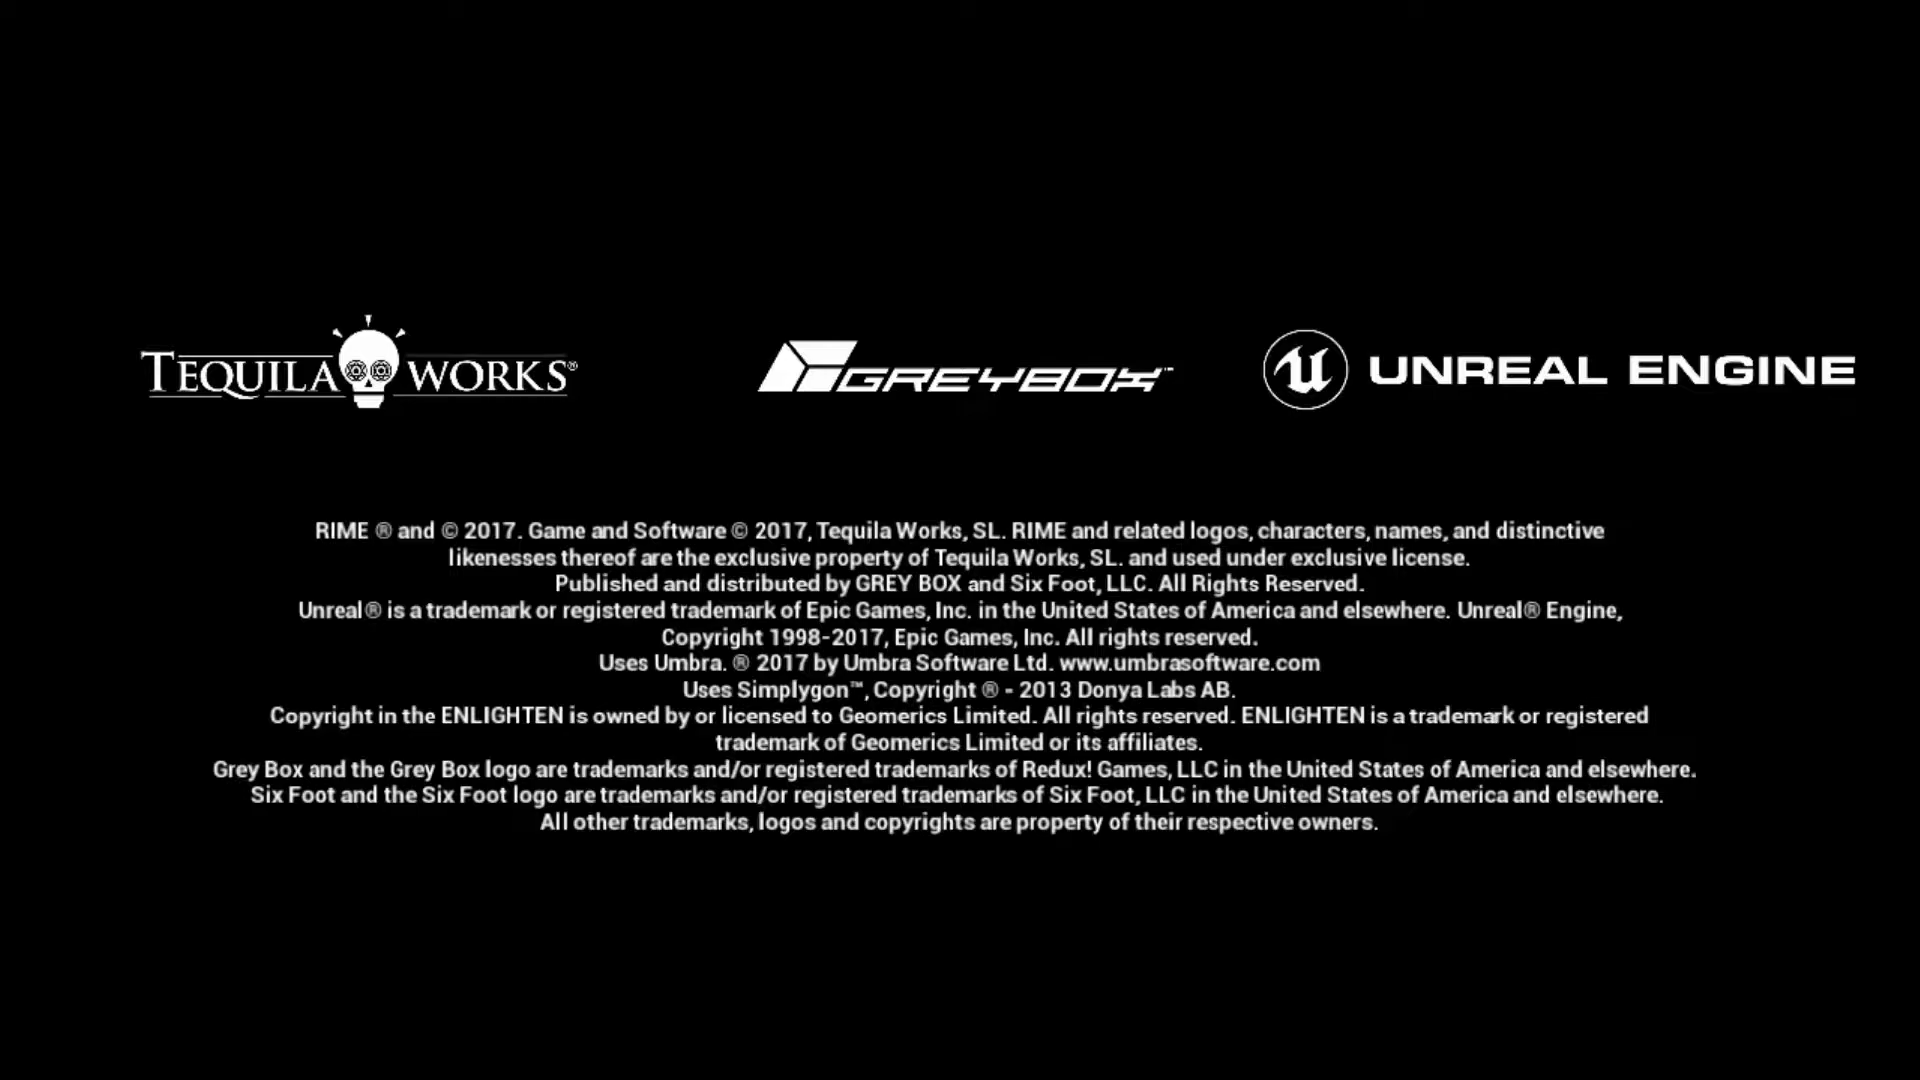 TEQUILA WORKS®
GREYBOX™
UNREAL ENGINE
RIME ® and © 2017. Game and Software © 2017, Tequila Works, SL. RIME and related logos, characters, names, and distinctive
likenesses thereof are the exclusive property of Tequila Works, SL. and used under exclusive license.
Published and distributed by GREY BOX and Six Foot, LLC. All Rights Reserved.
Unreal® is a trademark or registered trademark of Epic Games, Inc. in the United States of America and elsewhere. Unreal® Engine,
Copyright 1998-2017, Epic Games, Inc. All rights reserved.
Uses Umbra. ® 2017 by Umbra Software Ltd. www.umbrasoftware.com
Uses Simplygon™, Copyright ® - 2013 Donya Labs AB.
Copyright in the ENLIGHTEN is owned by or licensed to Geomerics Limited. All rights reserved. ENLIGHTEN is a trademark or registered
trademark of Geomerics Limited or its affiliates.
Grey Box and the Grey Box logo are trademarks and/or registered trademarks of Redux! Games, LLC in the United States of America and elsewhere.
Six Foot and the Six Foot logo are trademarks and/or registered trademarks of Six Foot, LLC in the United States of America and elsewhere.
All other trademarks, logos and copyrights are property of their respective owners.